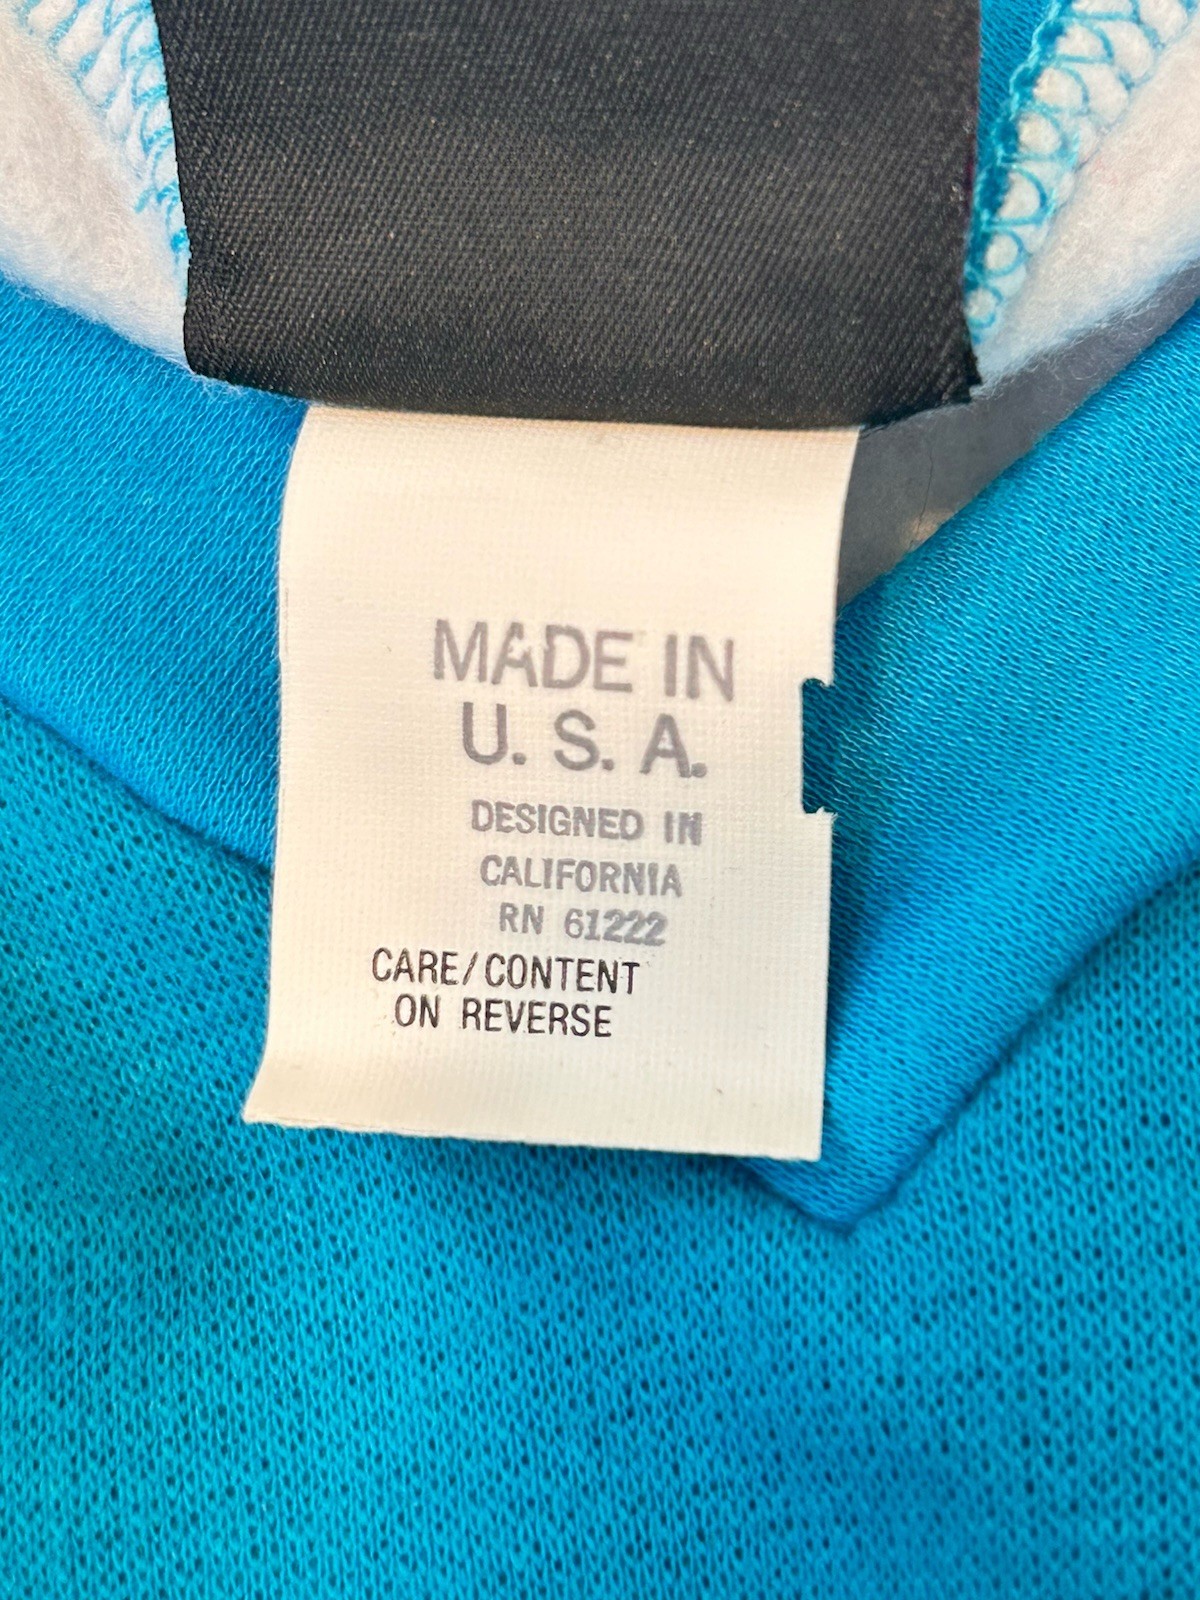 MADE IN
U. S. A.
DESIGNED IN
CALIFORNIA
RN 61222
CARE/CONTENT
ON REVERSE